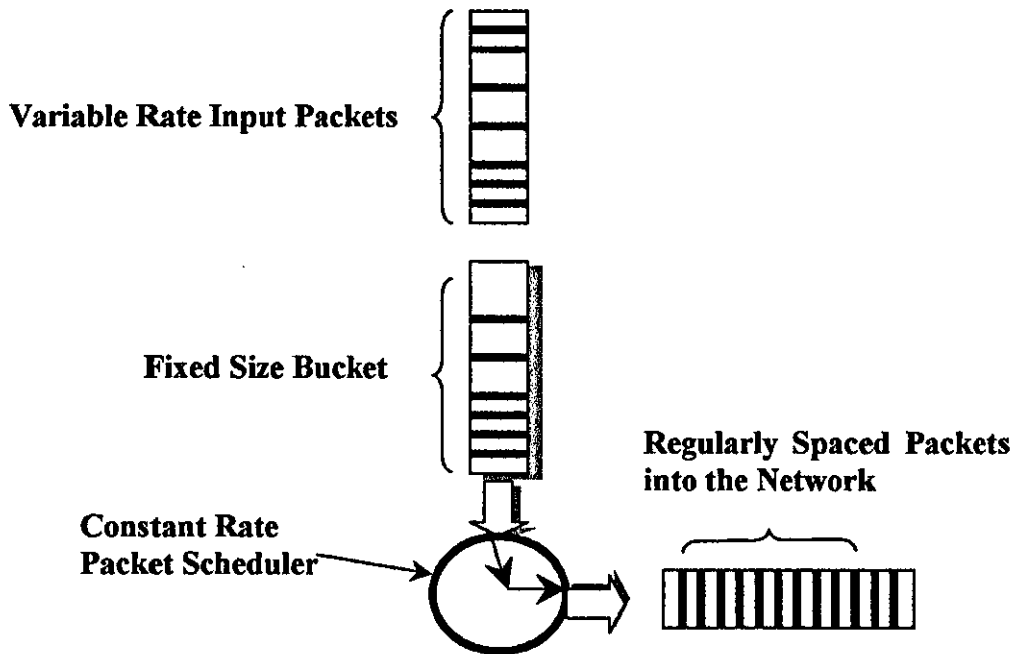 Variable Rate Input Packets
Fixed Size Bucket
Regularly Spaced Packets
into the Network
Constant Rate
Packet Scheduler